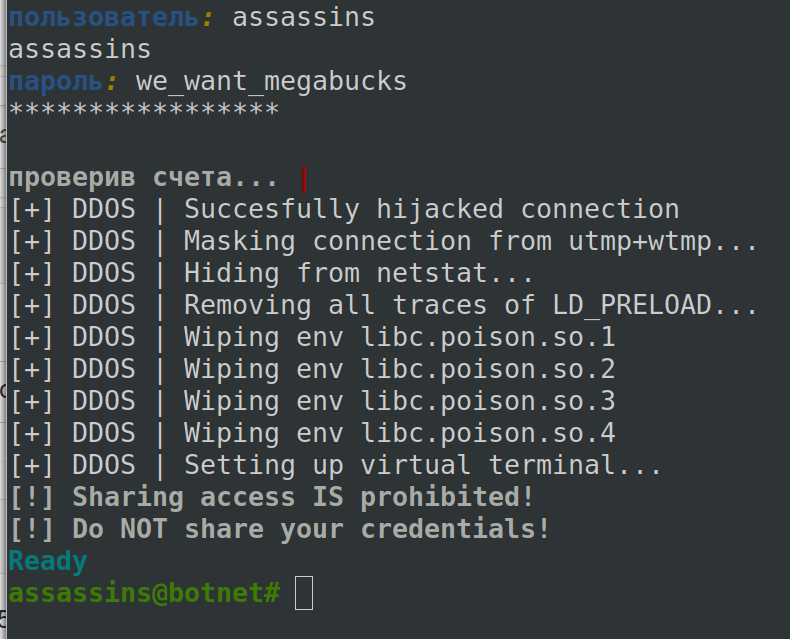 пользователь: assassins
assassins
пароль: we_want_megabucks
*****************
проверив счета... |
[+] DDOS | Succesfully hijacked connection
[+] DDOS | Masking connection from utmp+wtmp...
[+] DDOS | Hiding from netstat...
[+] DDOS | Removing all traces of LD_PRELOAD...
[+] DDOS | Wiping env libc.poison.so.1
[+] DDOS | Wiping env libc.poison.so.2
[+] DDOS | Wiping env libc.poison.so.3
[+] DDOS | Wiping env libc.poison.so.4
[+] DDOS | Setting up virtual terminal...
[!] Sharing access IS prohibited!
[!] Do NOT share your credentials!
Ready
assassins@botnet#